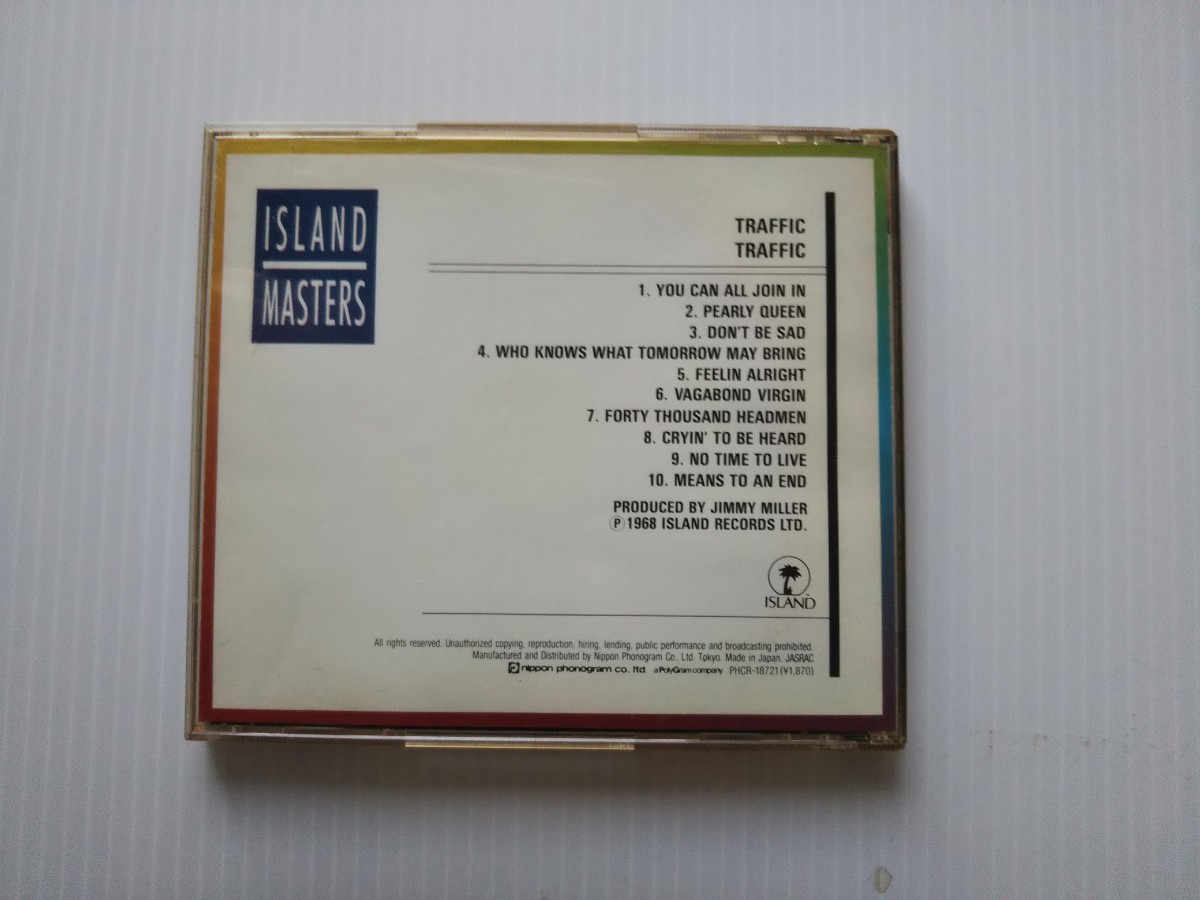 ISLAND
MASTERS
TRAFFIC
TRAFFIC
1. YOU CAN ALL JOIN IN
2. PEARLY QUEEN
3. DON'T BE SAD
4. WHO KNOWS WHAT TOMORROW MAY BRING
5. FEELIN ALRIGHT
6. VAGABOND VIRGIN
7. FORTY THOUSAND HEADMEN
8. CRYIN' TO BE HEARD
9. NO TIME TO LIVE
10. MEANS TO AN END
PRODUCED BY JIMMY MILLER
Ⓟ1968 ISLAND RECORDS LTD.
ISLAND
All rights reserved. Unauthorized copying, reproduction, hiring, lending, public performance and broadcasting prohibited.
Manufactured and Distributed by Nippon Phonogram Co., Ltd. Tokyo. Made in Japan. JASRAC
nippon phonogram co., ltd. a PolyGram company PHCR-18721(¥1,870)